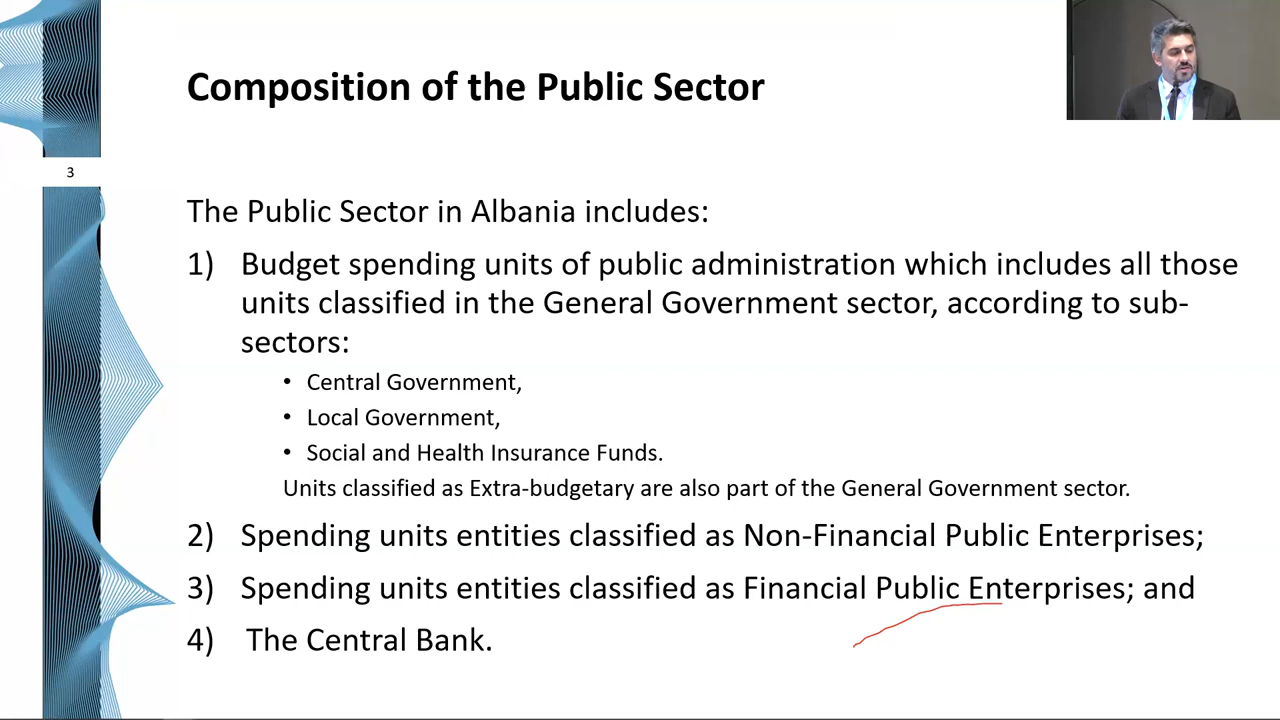 Composition of the Public Sector
3
The Public Sector in Albania includes:
1) Budget spending units of public administration which includes all those
units classified in the General Government sector, according to sub-
sectors:
• Central Government,
• Local Government,
• Social and Health Insurance Funds.
Units classified as Extra-budgetary are also part of the General Government sector.
2) Spending units entities classified as Non-Financial Public Enterprises;
3) Spending units entities classified as Financial Public Enterprises; and
4) The Central Bank.